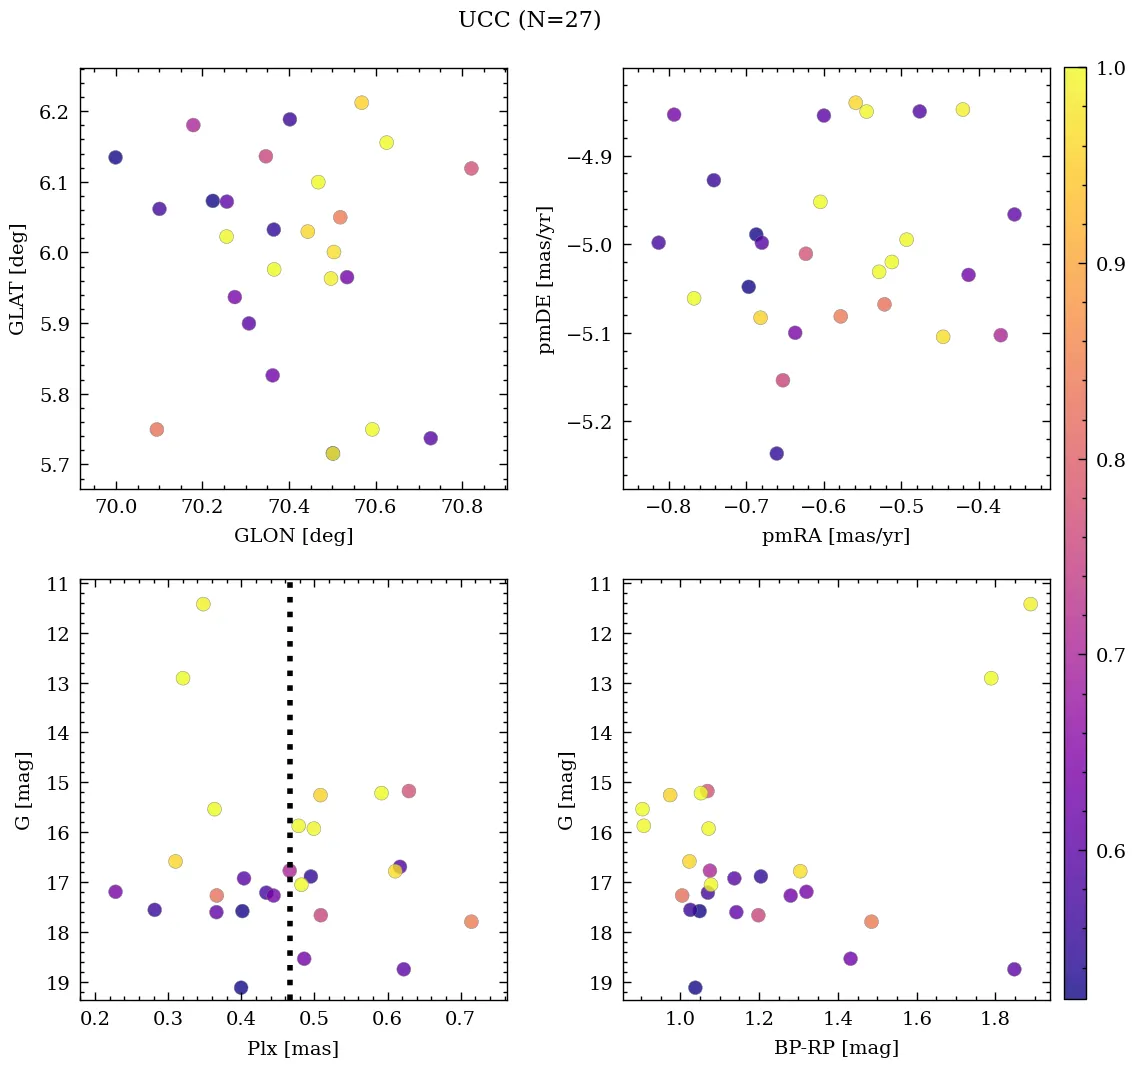 UCC (N=27)
6.2
6.1
6.0
5.9
5.8
5.7
GLAT [deg]
70.0 70.2 70.4 70.6 70.8
GLON [deg]
−4.9
−5.0
−5.1
−5.2
pmDE [mas/yr]
−0.8 −0.7 −0.6 −0.5 −0.4
pmRA [mas/yr]
11
12
13
14
15
16
17
18
19
G [mag]
0.2 0.3 0.4 0.5 0.6 0.7
Plx [mas]
11
12
13
14
15
16
17
18
19
G [mag]
1.0 1.2 1.4 1.6 1.8
BP-RP [mag]
1.0
0.9
0.8
0.7
0.6